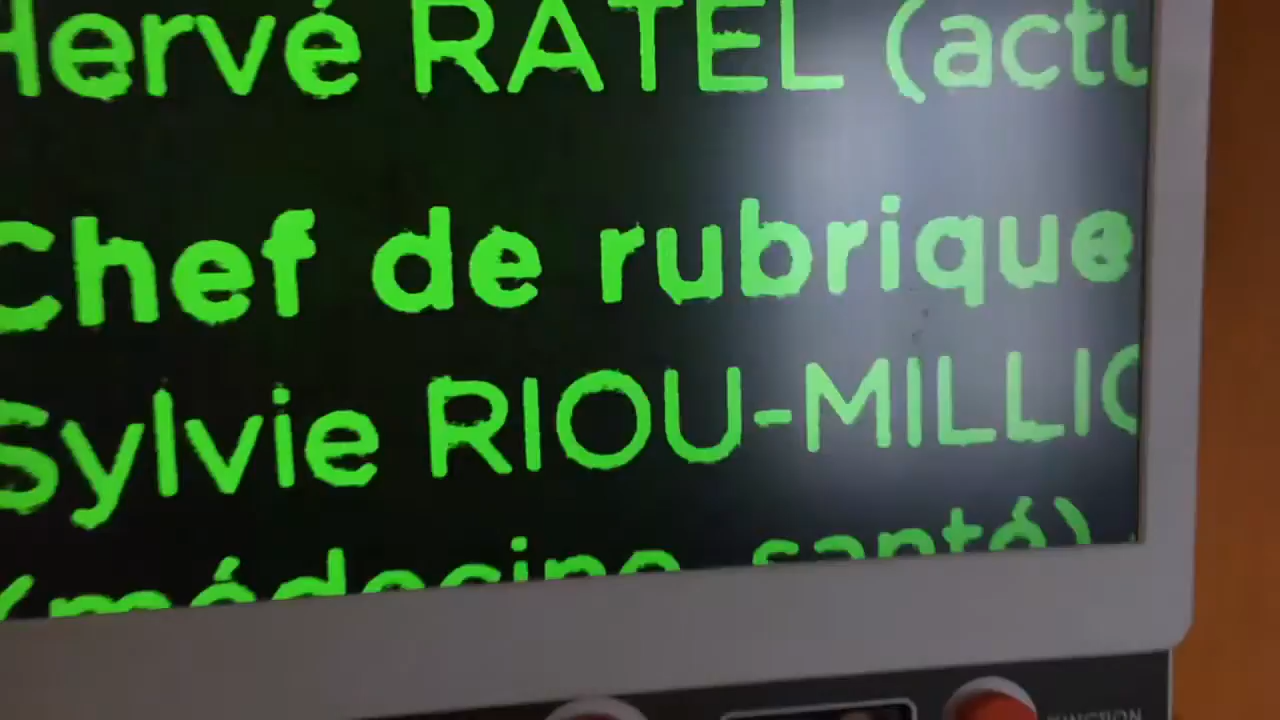 Hervé RATEL (actu
Chef de rubrique
Sylvie RIOU-MILLIO
(médecine, santé)